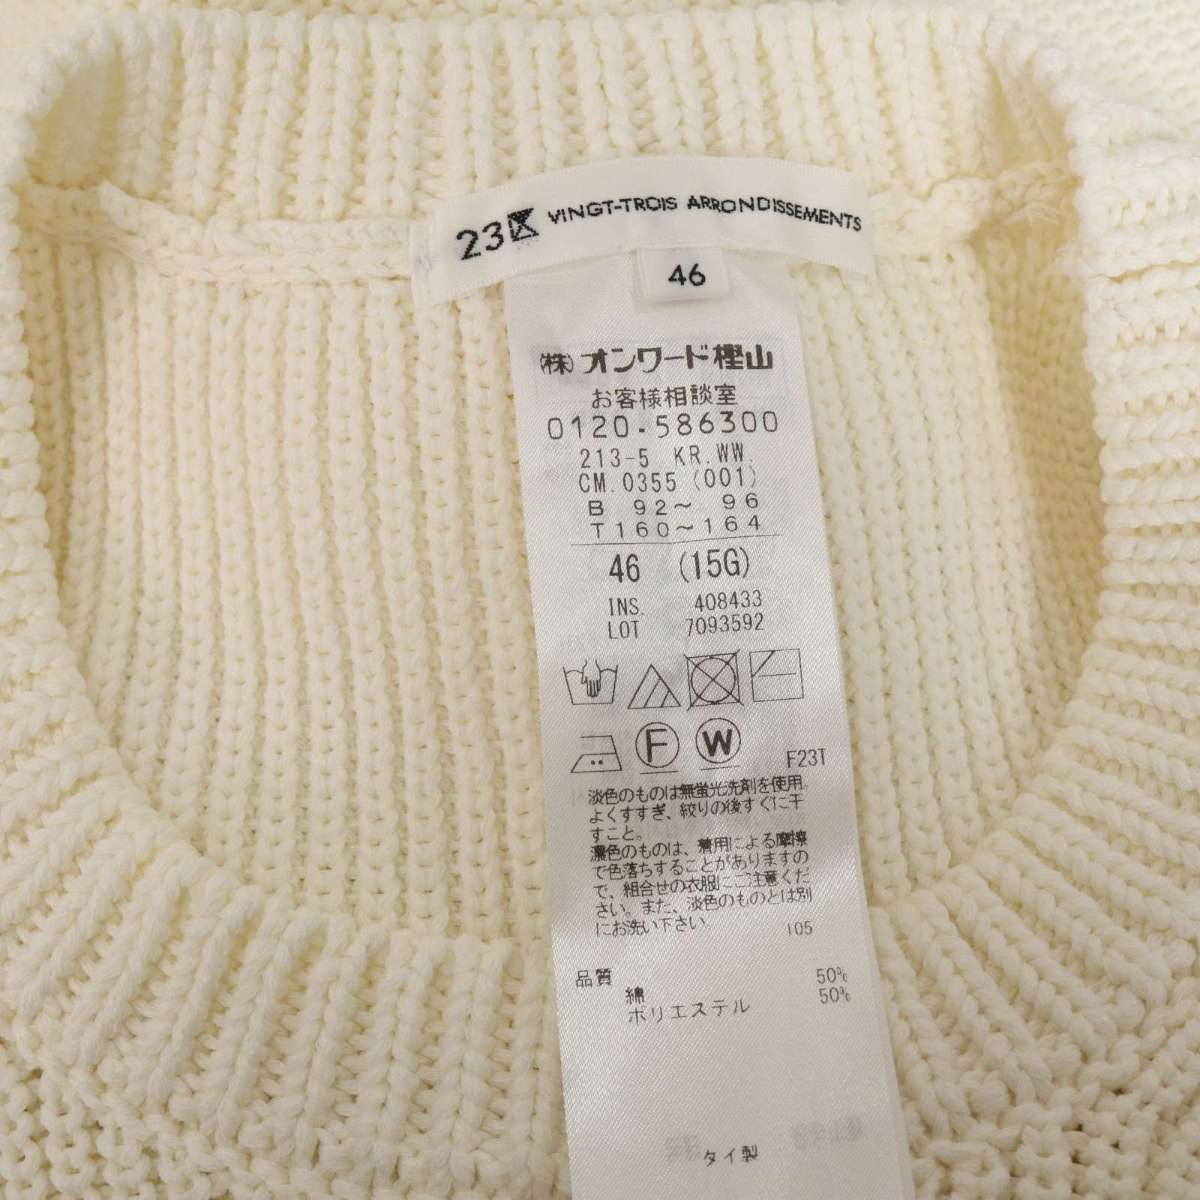 23区 VINGT-TROIS ARRONDISSEMENTS
46
(株)オンワード樫山
お客様相談室
0120-586300
213-5 KR.WW.
CM.0355 (001)
B 92～ 96
T160～164
46 (15G)
INS. 408433
LOT 7093592
F W F23T
淡色のものは無蛍光洗剤を使用。
よくすすぎ、絞りの後すぐに干
すこと。
濃色のものは、着用による摩擦
で色落ちすることがありますの
で、組合せの衣服にご注意くだ
さい。また、淡色のものとは別
にお洗い下さい 105
品質
綿 50%
ポリエステル 50%
タイ製